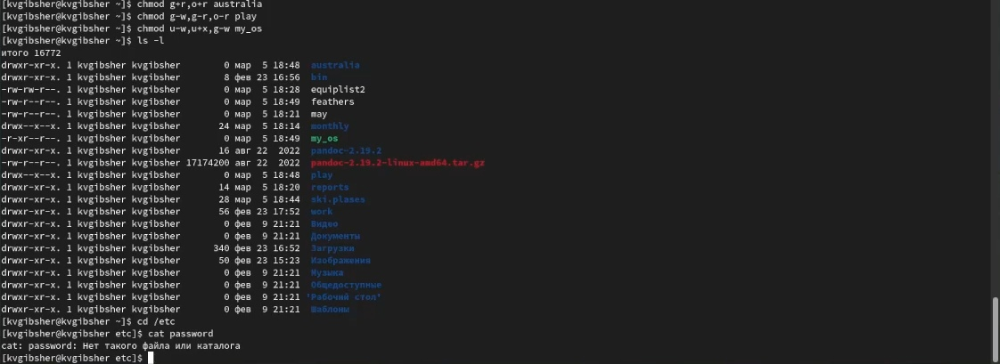 [kvgibsher@kvgibsher ~]$ chmod g+r,o+r australia
[kvgibsher@kvgibsher ~]$ chmod g-w,g-r,o-r play
[kvgibsher@kvgibsher ~]$ chmod u-w,u+x,g-w my_os
[kvgibsher@kvgibsher ~]$ ls -l
итого 16772
drwxr-xr-x. 1 kvgibsher kvgibsher        0 мар  5 18:48  australia
drwxr-xr-x. 1 kvgibsher kvgibsher        8 фев 23 16:56  bin
-rw-rw-r--. 1 kvgibsher kvgibsher        0 мар  5 18:28  equiplist2
-rw-r--r--. 1 kvgibsher kvgibsher        0 мар  5 18:49  feathers
-rw-r--r--. 1 kvgibsher kvgibsher        0 мар  5 18:21  may
drwx--x--x. 1 kvgibsher kvgibsher       24 мар  5 18:14  monthly
-r-xr--r--. 1 kvgibsher kvgibsher        0 мар  5 18:49  my_os
drwxr-xr-x. 1 kvgibsher kvgibsher       16 авг 22  2022  pandoc-2.19.2
-rw-r--r--. 1 kvgibsher kvgibsher 17174200 авг 22  2022  pandoc-2.19.2-linux-amd64.tar.gz
drwx--x--x. 1 kvgibsher kvgibsher        0 мар  5 18:48  play
drwxr-xr-x. 1 kvgibsher kvgibsher       14 мар  5 18:20  reports
drwxr-xr-x. 1 kvgibsher kvgibsher       28 мар  5 18:44  ski.plases
drwxr-xr-x. 1 kvgibsher kvgibsher       56 фев 23 17:52  work
drwxr-xr-x. 1 kvgibsher kvgibsher        0 фев  9 21:21  Видео
drwxr-xr-x. 1 kvgibsher kvgibsher        0 фев  9 21:21  Документы
drwxr-xr-x. 1 kvgibsher kvgibsher      340 фев 23 16:52  Загрузки
drwxr-xr-x. 1 kvgibsher kvgibsher       50 фев 23 15:23  Изображения
drwxr-xr-x. 1 kvgibsher kvgibsher        0 фев  9 21:21  Музыка
drwxr-xr-x. 1 kvgibsher kvgibsher        0 фев  9 21:21  Общедоступные
drwxr-xr-x. 1 kvgibsher kvgibsher        0 фев  9 21:21 'Рабочий стол'
drwxr-xr-x. 1 kvgibsher kvgibsher        0 фев  9 21:21  Шаблоны
[kvgibsher@kvgibsher ~]$ cd /etc
[kvgibsher@kvgibsher etc]$ cat password
cat: password: Нет такого файла или каталога
[kvgibsher@kvgibsher etc]$